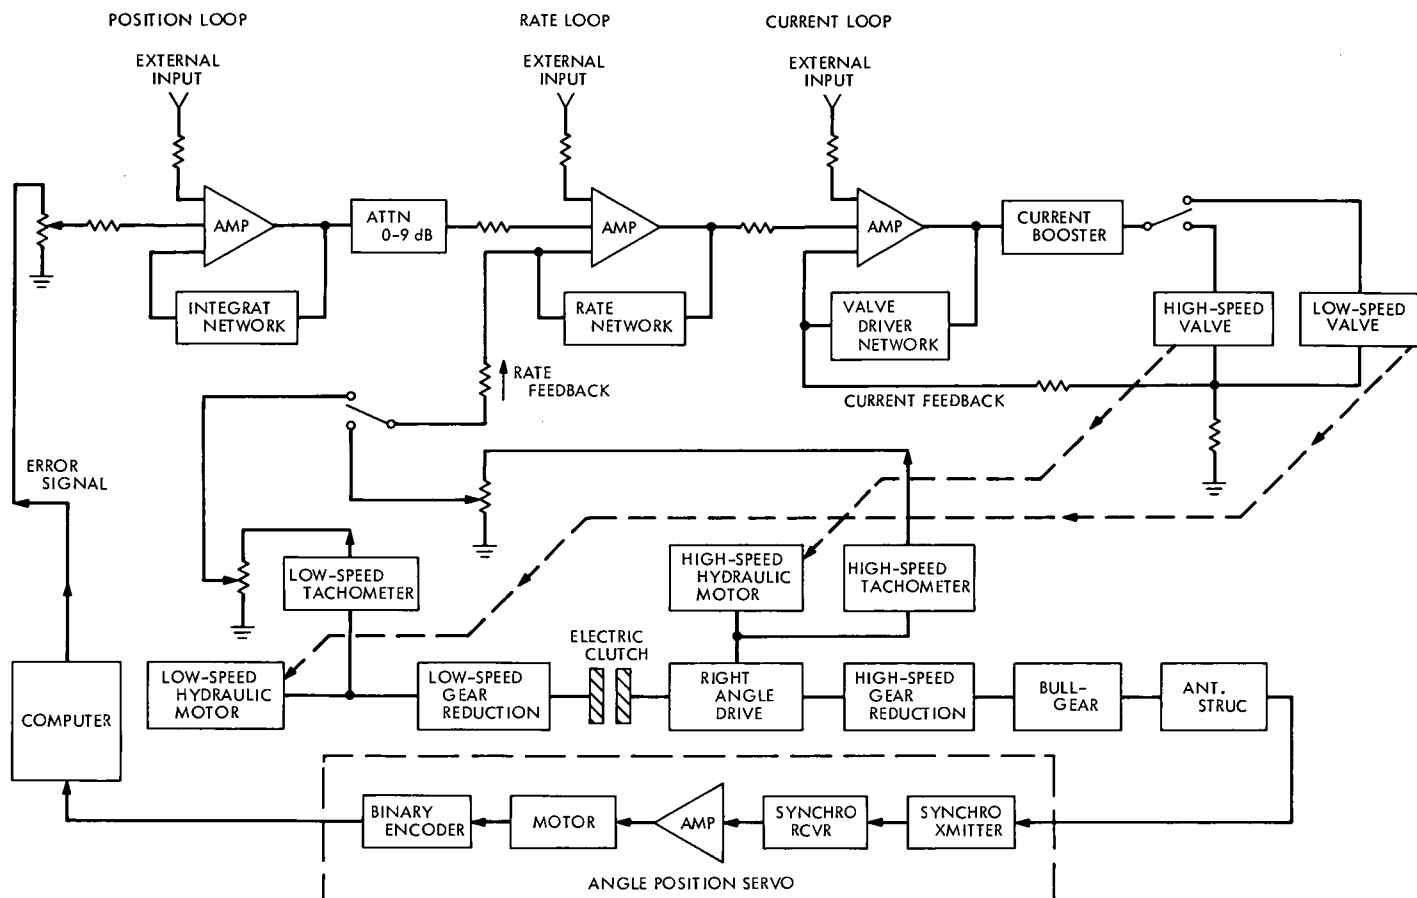 POSITION LOOP
RATE LOOP
CURRENT LOOP
EXTERNAL
INPUT
EXTERNAL
INPUT
EXTERNAL
INPUT
AMP
ATTN
0-9 dB
AMP
AMP
CURRENT
BOOSTER
INTEGRAT
NETWORK
RATE
NETWORK
VALVE
DRIVER
NETWORK
HIGH-SPEED
VALVE
LOW-SPEED
VALVE
RATE
FEEDBACK
CURRENT FEEDBACK
ERROR
SIGNAL
LOW-SPEED
TACHOMETER
HIGH-SPEED
HYDRAULIC
MOTOR
HIGH-SPEED
TACHOMETER
ELECTRIC
CLUTCH
COMPUTER
LOW-SPEED
HYDRAULIC
MOTOR
LOW-SPEED
GEAR
REDUCTION
RIGHT
ANGLE
DRIVE
HIGH-SPEED
GEAR
REDUCTION
BULL-
GEAR
ANT.
STRUC
BINARY
ENCODER
MOTOR
AMP
SYNCHRO
RCVR
SYNCHRO
XMITTER
ANGLE POSITION SERVO